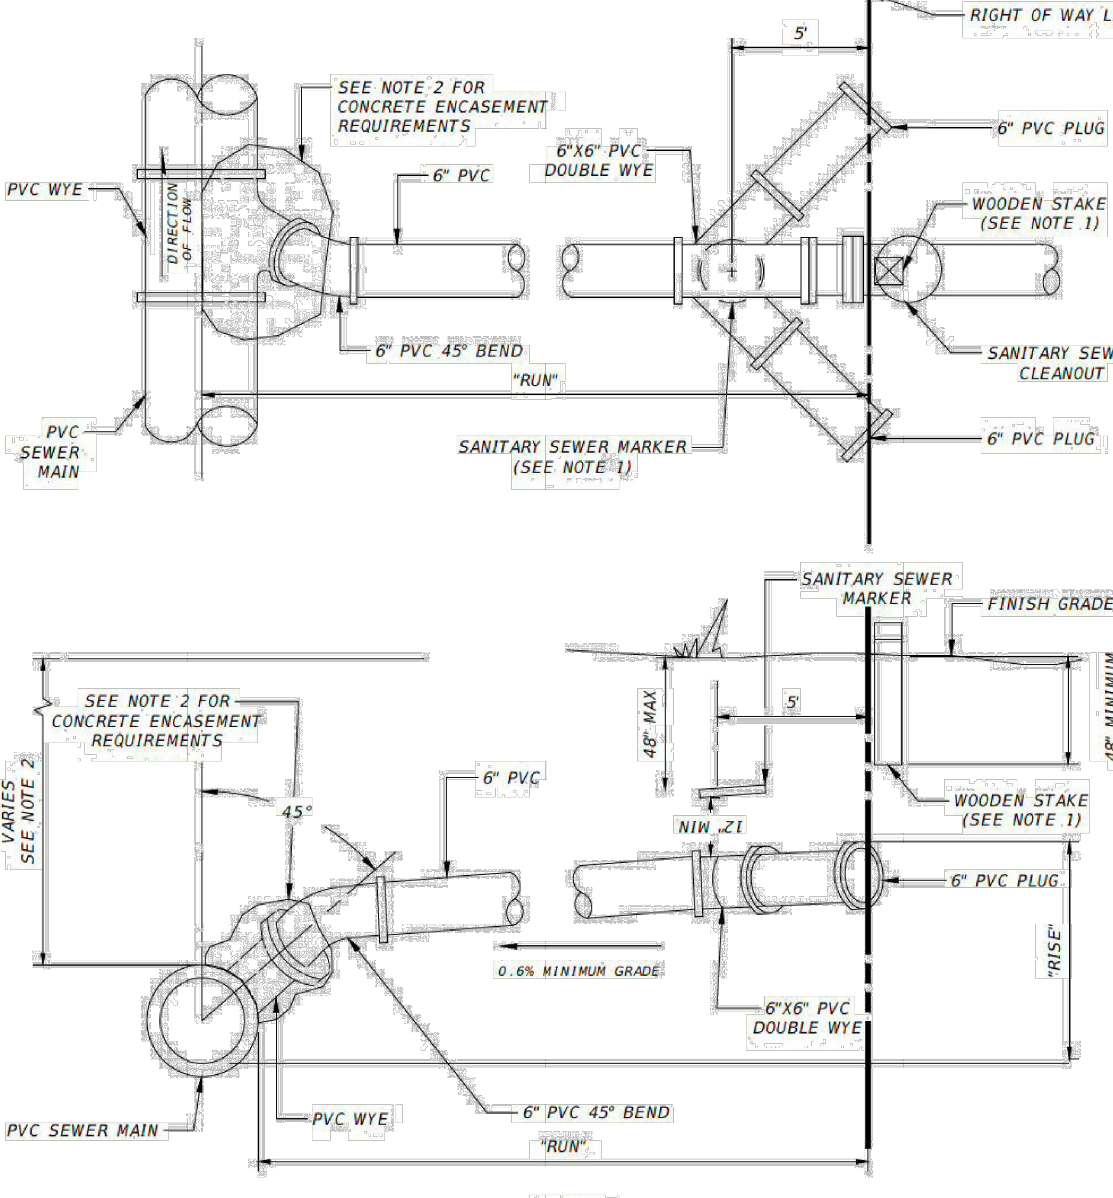 5'
RIGHT OF WAY L
SEE NOTE 2 FOR
CONCRETE ENCASEMENT
REQUIREMENTS
6" PVC PLUG
6"X6" PVC
DOUBLE WYE
PVC WYE
6" PVC
DIRECTION
OF FLOW
WOODEN STAKE
(SEE NOTE 1)
6" PVC 45° BEND
SANITARY SEW
CLEANOUT
"RUN"
PVC
SEWER
MAIN
SANITARY SEWER MARKER
(SEE NOTE 1)
6" PVC PLUG
SANITARY SEWER
MARKER
FINISH GRADE
SEE NOTE 2 FOR
CONCRETE ENCASEMENT
REQUIREMENTS
48" MAX
5'
48" MINIMUM
VARIES
SEE NOTE 2
6" PVC
45°
WOODEN STAKE
(SEE NOTE 1)
12" MIN
6" PVC PLUG
"RISE"
0.6% MINIMUM GRADE
6"X6" PVC
DOUBLE WYE
PVC SEWER MAIN
PVC WYE
6" PVC 45° BEND
"RUN"